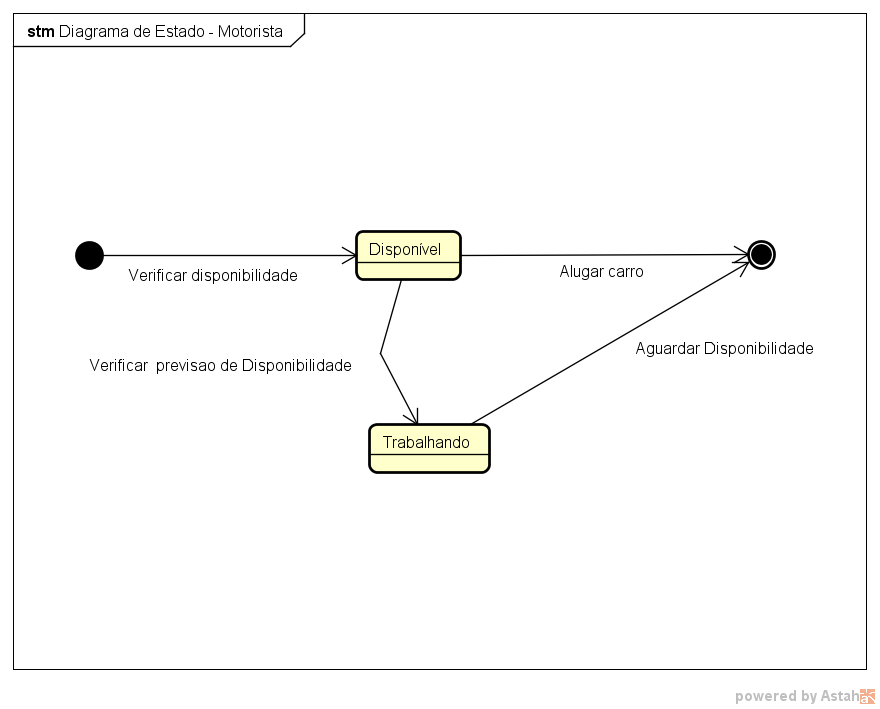 stm Diagrama de Estado - Motorista
Disponível
Verificar disponibilidade
Alugar carro
Aguardar Disponibilidade
Verificar  previsao de Disponibilidade
Trabalhando
powered by Astah